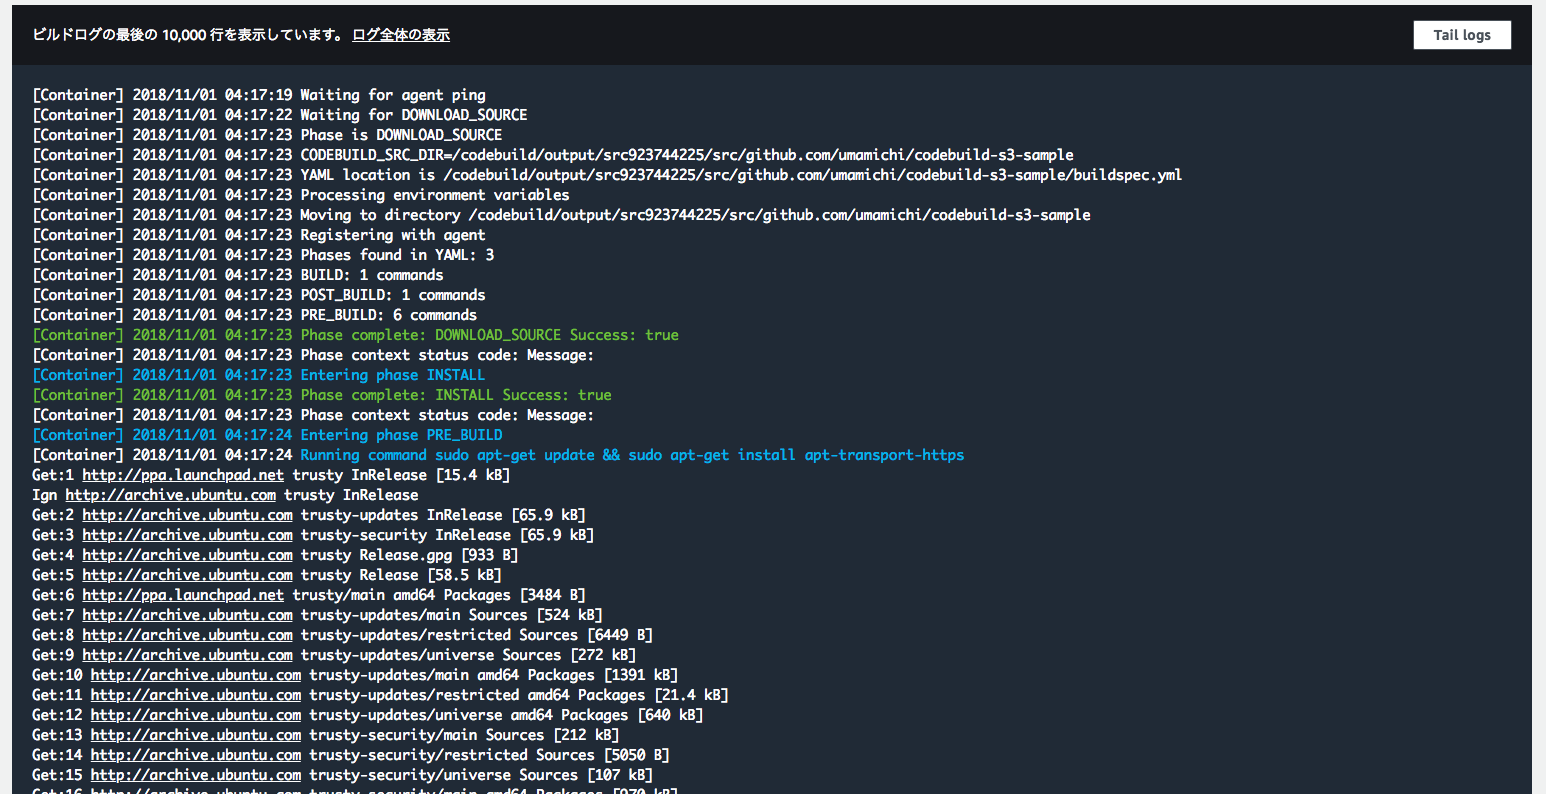 ビルドログの最後の 10,000 行を表示しています。 ログ全体の表示
Tail logs
[Container] 2018/11/01 04:17:19 Waiting for agent ping
[Container] 2018/11/01 04:17:22 Waiting for DOWNLOAD_SOURCE
[Container] 2018/11/01 04:17:23 Phase is DOWNLOAD_SOURCE
[Container] 2018/11/01 04:17:23 CODEBUILD_SRC_DIR=/codebuild/output/src923744225/src/github.com/umamichi/codebuild-s3-sample
[Container] 2018/11/01 04:17:23 YAML location is /codebuild/output/src923744225/src/github.com/umamichi/codebuild-s3-sample/buildspec.yml
[Container] 2018/11/01 04:17:23 Processing environment variables
[Container] 2018/11/01 04:17:23 Moving to directory /codebuild/output/src923744225/src/github.com/umamichi/codebuild-s3-sample
[Container] 2018/11/01 04:17:23 Registering with agent
[Container] 2018/11/01 04:17:23 Phases found in YAML: 3
[Container] 2018/11/01 04:17:23 BUILD: 1 commands
[Container] 2018/11/01 04:17:23 POST_BUILD: 1 commands
[Container] 2018/11/01 04:17:23 PRE_BUILD: 6 commands
[Container] 2018/11/01 04:17:23 Phase complete: DOWNLOAD_SOURCE Success: true
[Container] 2018/11/01 04:17:23 Phase context status code: Message:
[Container] 2018/11/01 04:17:23 Entering phase INSTALL
[Container] 2018/11/01 04:17:23 Phase complete: INSTALL Success: true
[Container] 2018/11/01 04:17:23 Phase context status code: Message:
[Container] 2018/11/01 04:17:24 Entering phase PRE_BUILD
[Container] 2018/11/01 04:17:24 Running command sudo apt-get update && sudo apt-get install apt-transport-https
Get:1 http://ppa.launchpad.net trusty InRelease [15.4 kB]
Ign http://archive.ubuntu.com trusty InRelease
Get:2 http://archive.ubuntu.com trusty-updates InRelease [65.9 kB]
Get:3 http://archive.ubuntu.com trusty-security InRelease [65.9 kB]
Get:4 http://archive.ubuntu.com trusty Release.gpg [933 B]
Get:5 http://archive.ubuntu.com trusty Release [58.5 kB]
Get:6 http://ppa.launchpad.net trusty/main amd64 Packages [3484 B]
Get:7 http://archive.ubuntu.com trusty-updates/main Sources [524 kB]
Get:8 http://archive.ubuntu.com trusty-updates/restricted Sources [6449 B]
Get:9 http://archive.ubuntu.com trusty-updates/universe Sources [272 kB]
Get:10 http://archive.ubuntu.com trusty-updates/main amd64 Packages [1391 kB]
Get:11 http://archive.ubuntu.com trusty-updates/restricted amd64 Packages [21.4 kB]
Get:12 http://archive.ubuntu.com trusty-updates/universe amd64 Packages [640 kB]
Get:13 http://archive.ubuntu.com trusty-security/main Sources [212 kB]
Get:14 http://archive.ubuntu.com trusty-security/restricted Sources [5050 B]
Get:15 http://archive.ubuntu.com trusty-security/universe Sources [107 kB]
Get:16 http://archive.ubuntu.com trusty-security/main amd64 Packages [970 kB]